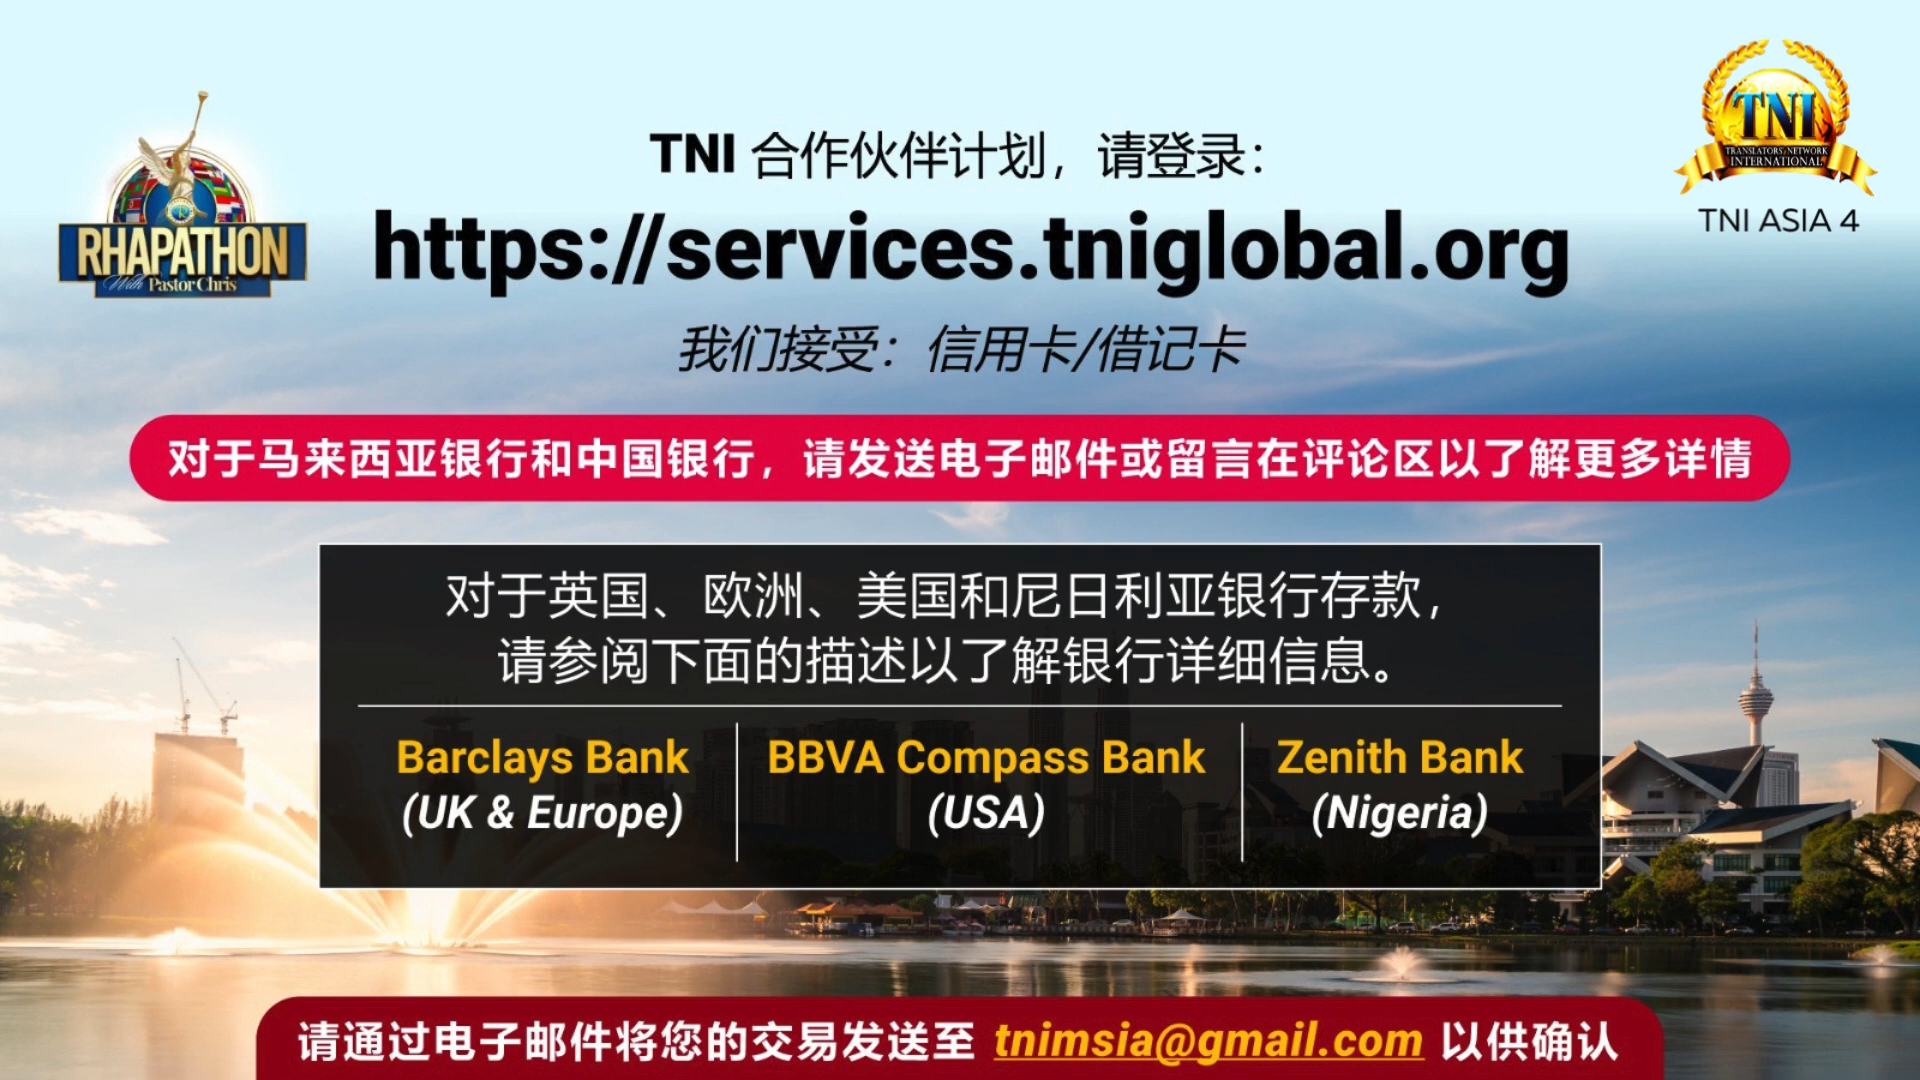 RHAPATHON
With Pastor Chris
TNI
TRANSLATORS' NETWORK
INTERNATIONAL
TNI ASIA 4
TNI 合作伙伴计划，请登录：
https://services.tniglobal.org
我们接受：信用卡/借记卡
对于马来西亚银行和中国银行，请发送电子邮件或留言在评论区以了解更多详情
对于英国、欧洲、美国和尼日利亚银行存款，
请参阅下面的描述以了解银行详细信息。
Barclays Bank
(UK & Europe)
BBVA Compass Bank
(USA)
Zenith Bank
(Nigeria)
请通过电子邮件将您的交易发送至 tnimsia@gmail.com 以供确认